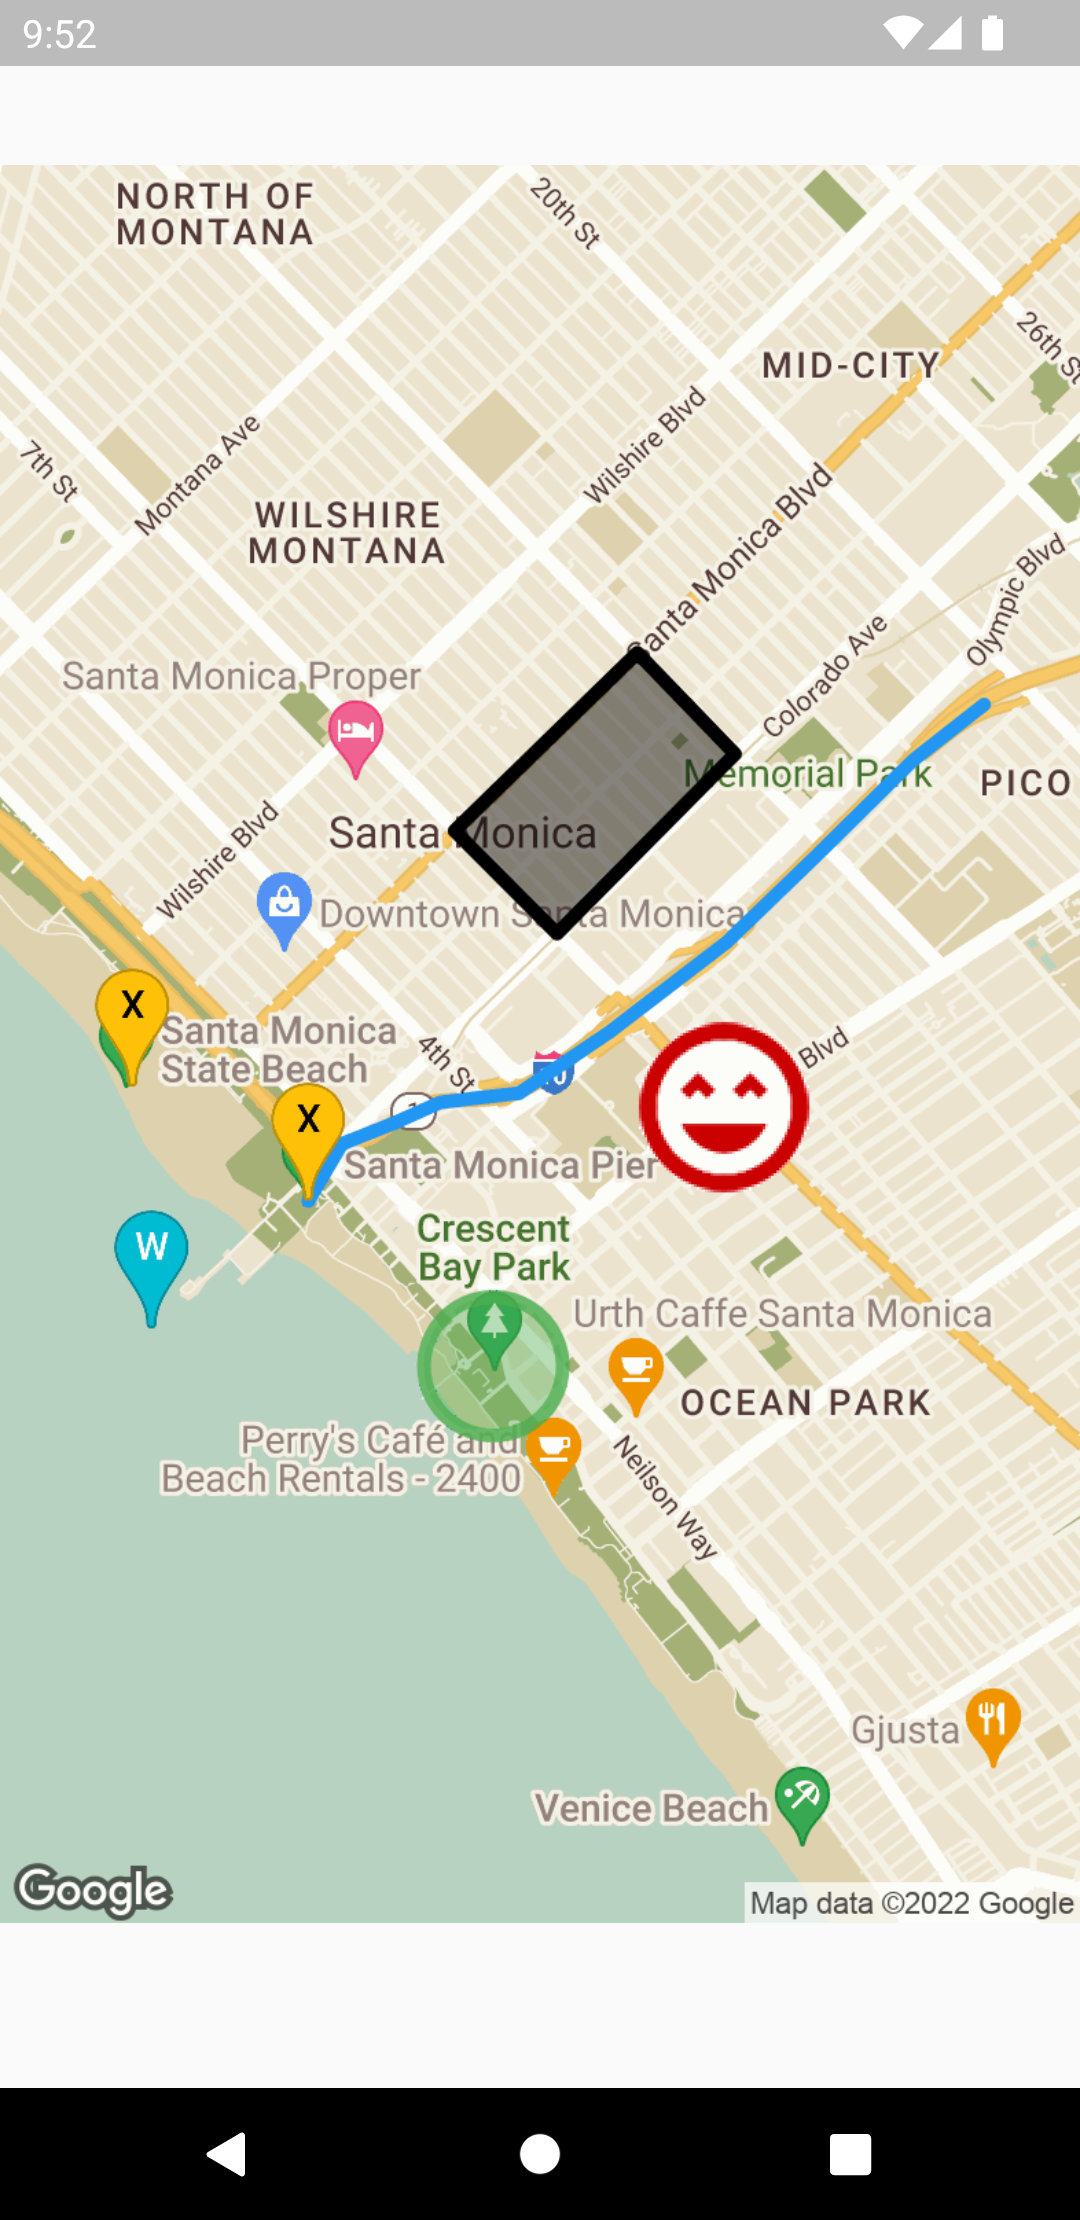 9:52
NORTH OF
MONTANA
20th St
26th St
MID-CITY
Montana Ave
Wilshire Blvd
7th St
Santa Monica Blvd
WILSHIRE
MONTANA
Olympic Blvd
Colorado Ave
Santa Monica Proper
Memorial Park
PICO
Santa Monica
Wilshire Blvd
Downtown Santa Monica
X
Santa Monica
State Beach
4th St
Blvd
10
1
X
Santa Monica Pier
W
Crescent
Bay Park
Urth Caffe Santa Monica
OCEAN PARK
Perry's Café and
Beach Rentals - 2400
Neilson Way
Gjusta
Venice Beach
Google
Map data ©2022 Google